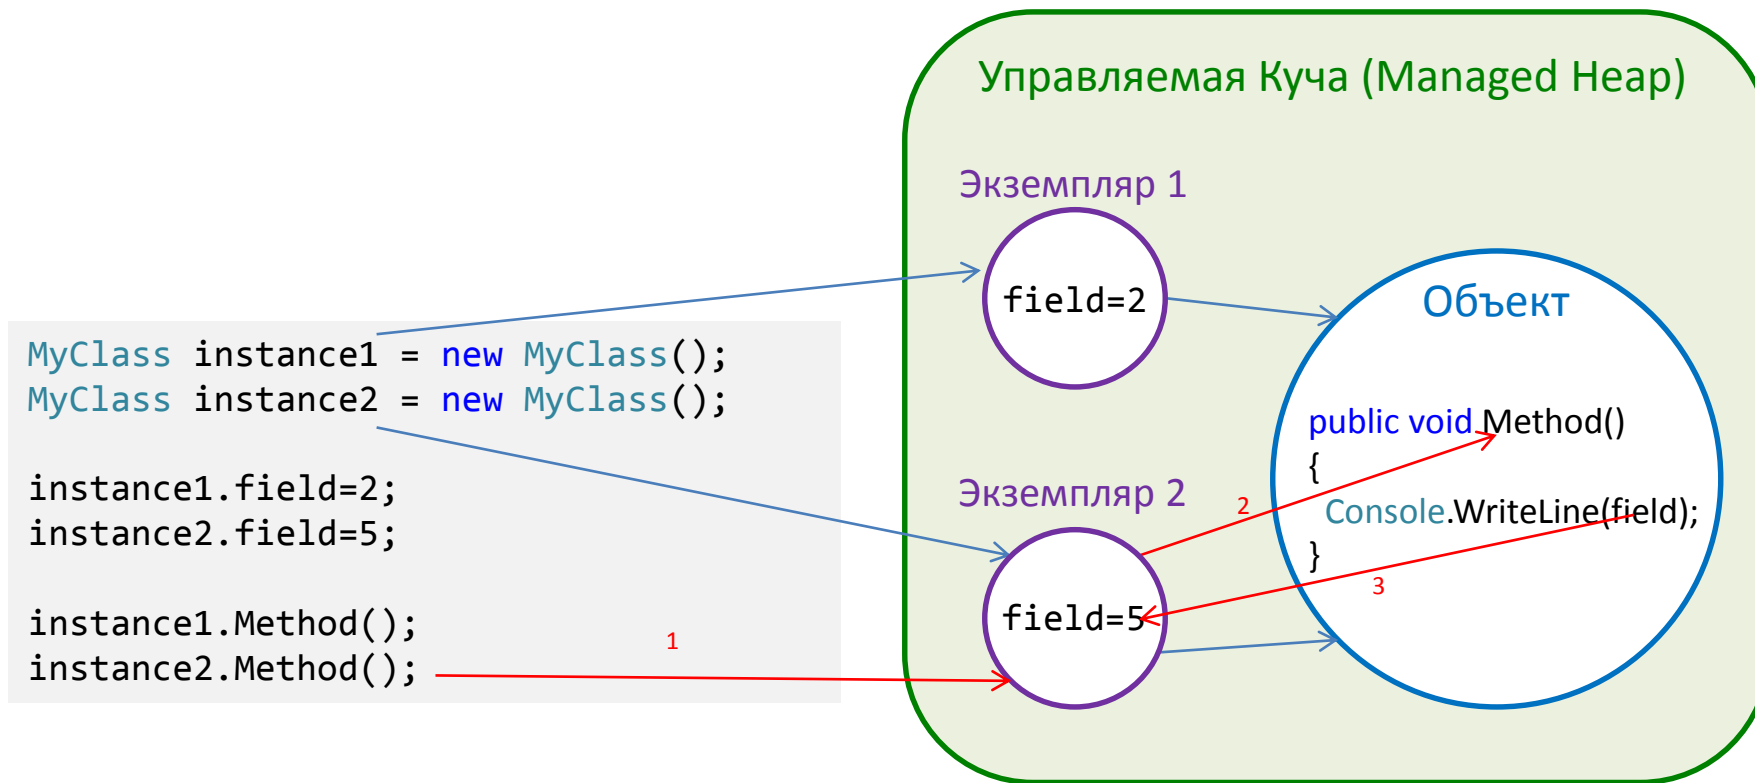 Управляемая Куча (Managed Heap)
Экземпляр 1
field=2
Объект
MyClass instance1 = new MyClass();
MyClass instance2 = new MyClass();
instance1.field=2;
instance2.field=5;
instance1.Method();
instance2.Method();
1
Экземпляр 2
field=5
2
public void Method()
{
Console.WriteLine(field);
}
3